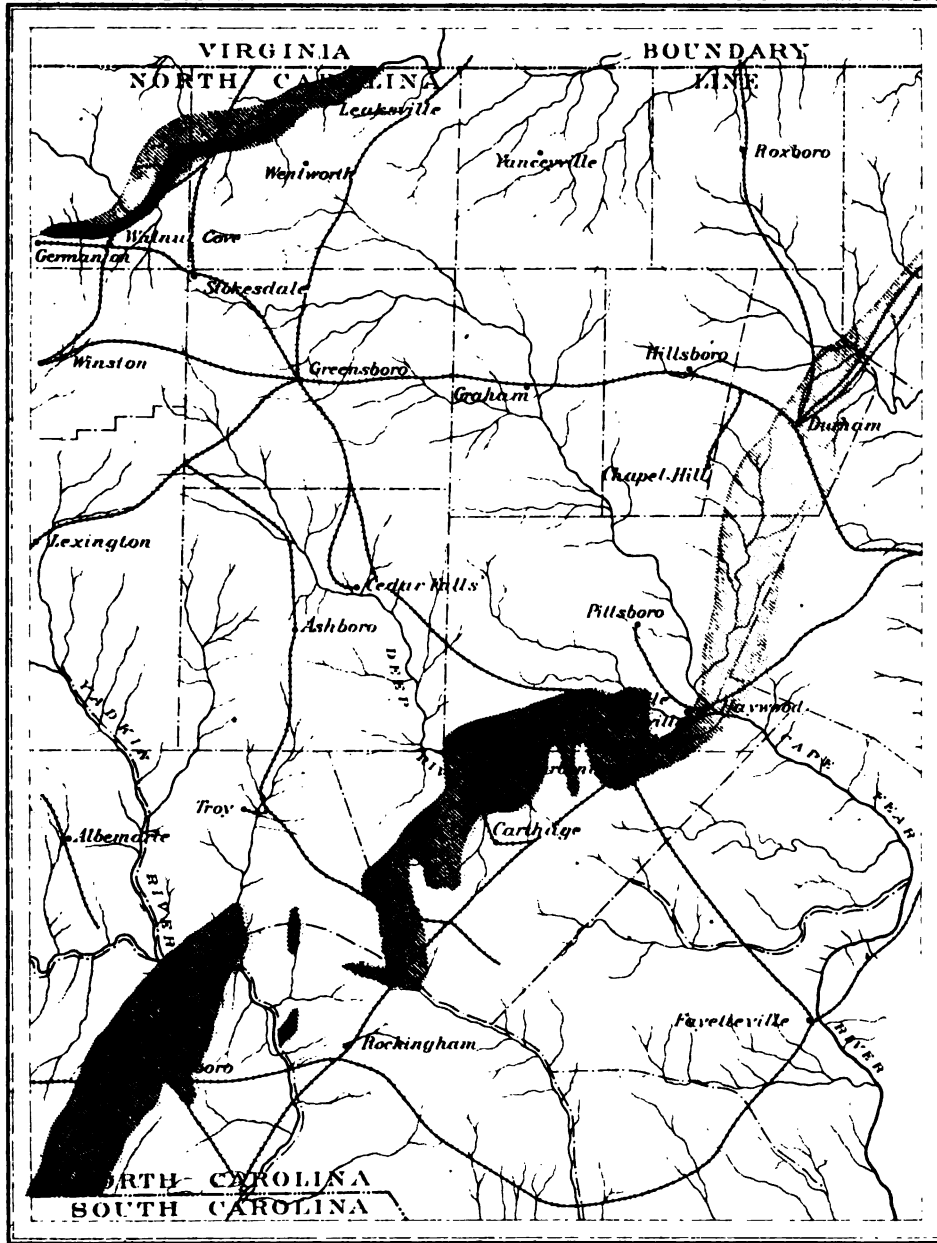 VIRGINIA BOUNDARY
NORTH CAROLINA LINE
Leaksville
Wentworth
Yanceyville
Roxboro
Walnut Cove
Germanton
Stokesdale
Winston
Greensboro
Hillsboro
Graham
Durham
Chapel Hill
Lexington
Cedar Falls
Ashboro
Pittsboro
DEEP
YADKIN
RIVER
Haywood
CAPE
FEAR
RIVER
Troy
Albemarle
Carthage
Fayetteville
Rockingham
NORTH CAROLINA
SOUTH CAROLINA